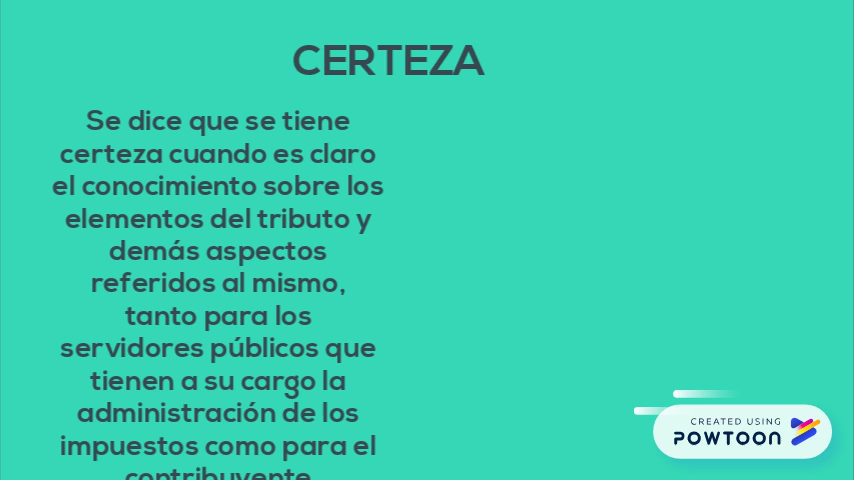 CERTEZA
Se dice que se tiene
certeza cuando es claro
el conocimiento sobre los
elementos del tributo y
demás aspectos
referidos al mismo,
tanto para los
servidores públicos que
tienen a su cargo la
administración de los
impuestos como para el
contribuyente
CREATED USING
POWTOON